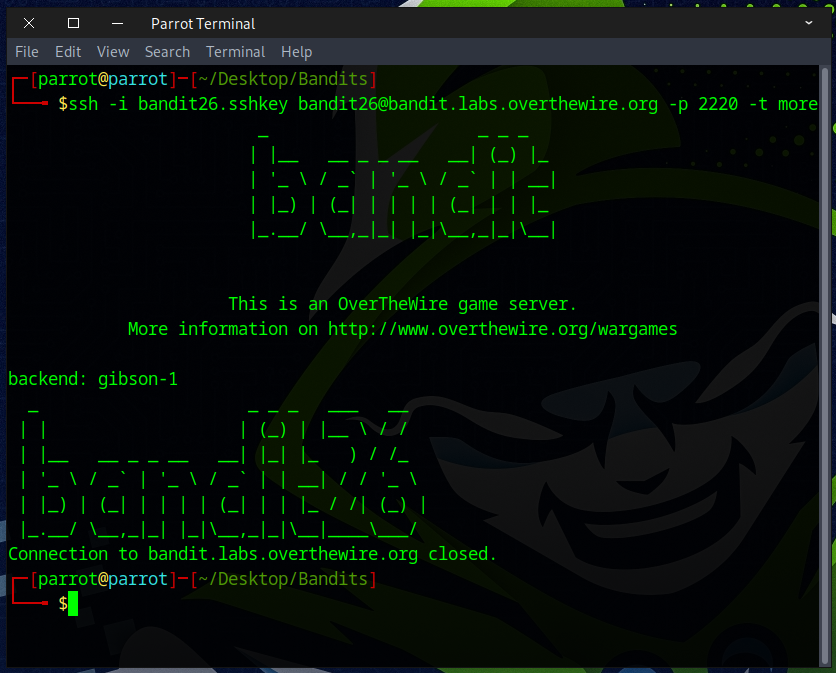 Parrot Terminal
File Edit View Search Terminal Help
┌─[parrot@parrot]─[~/Desktop/Bandits]
└──╼ $ssh -i bandit26.sshkey bandit26@bandit.labs.overthewire.org -p 2220 -t more
                         _                     _ _ _
                        | |__   __ _ _ __   __| (_) |_
                        | '_ \ / _` | '_ \ / _` | | __|
                        | |_) | (_| | | | | (_| | | |_
                        |_.__/ \__,_|_| |_|\__,_|_|\__|
This is an OverTheWire game server.
More information on http://www.overthewire.org/wargames
backend: gibson-1
  _                     _ _ _   ___   __
 | |                   | (_) | |__ \ / /
 | |__   __ _ _ __   __| |_| |_   ) / /_
 | '_ \ / _` | '_ \ / _` | | __| / / '_ \
 | |_) | (_| | | | | (_| | | |_ / /| (_) |
 |_.__/ \__,_|_| |_|\__,_|_|\__|____\___/
Connection to bandit.labs.overthewire.org closed.
┌─[parrot@parrot]─[~/Desktop/Bandits]
└──╼ $